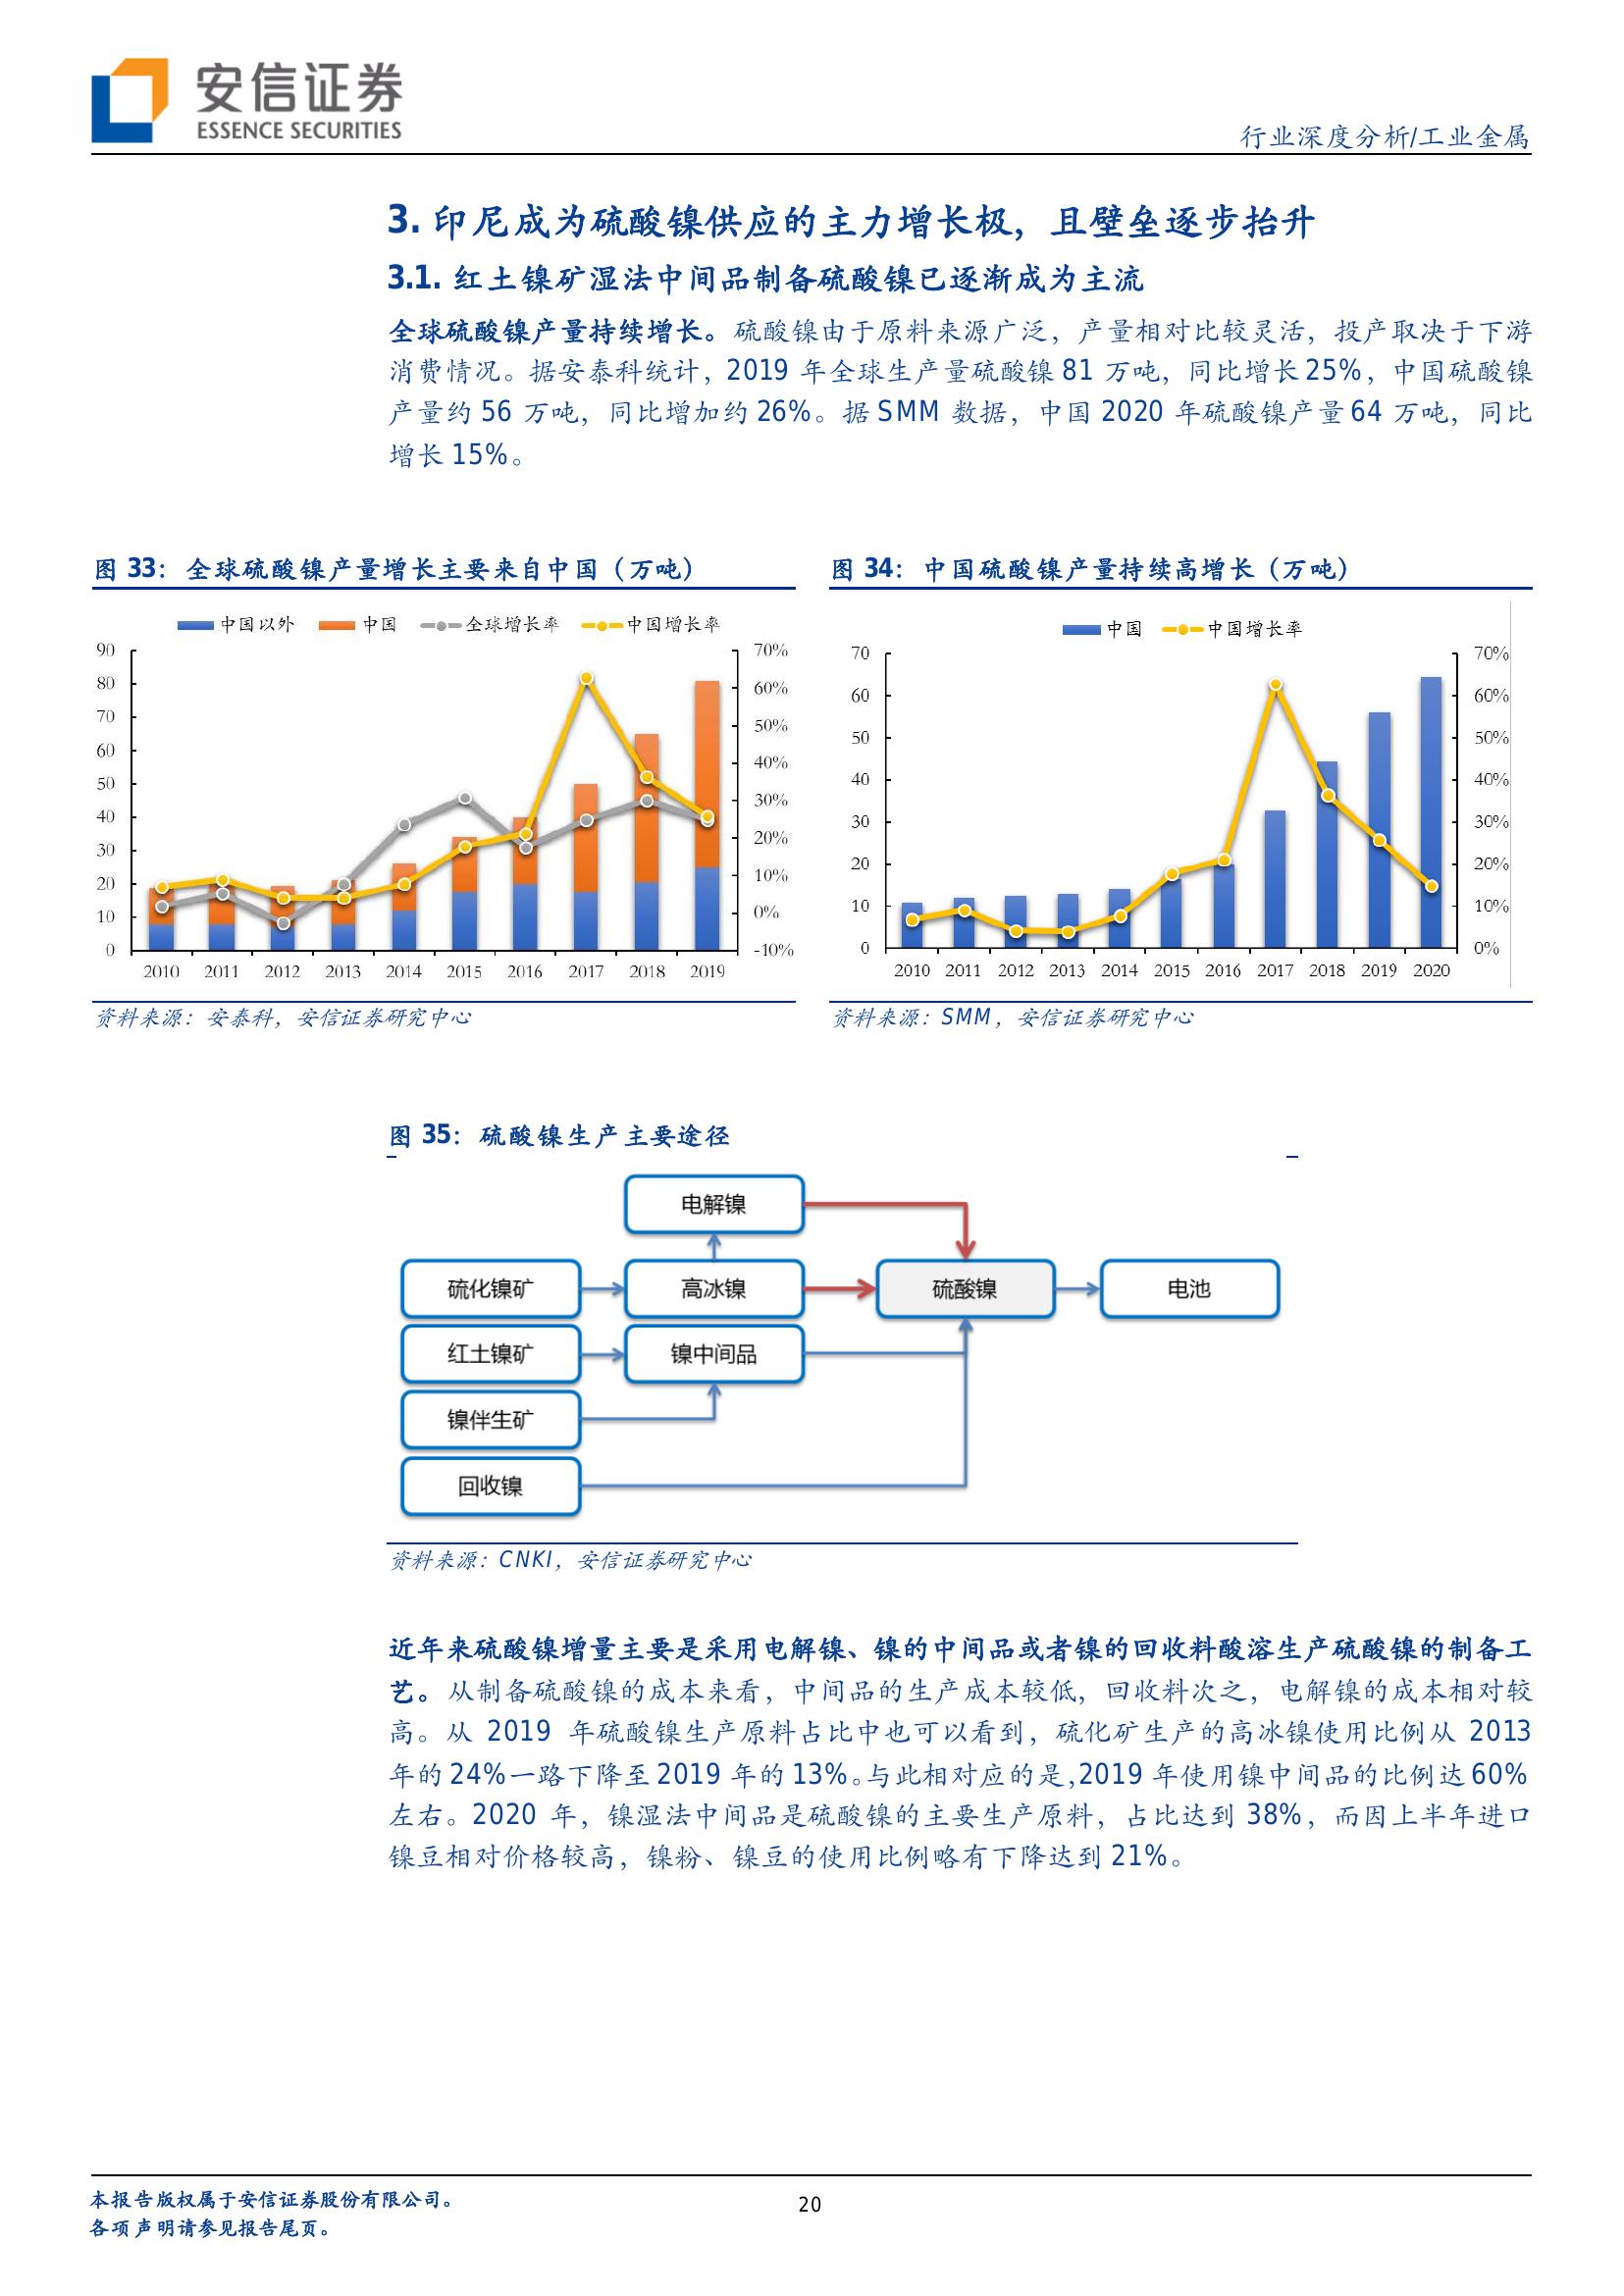 安信证券
ESSENCE SECURITIES
行业深度分析/工业金属
3. 印尼成为硫酸镍供应的主力增长极，且壁垒逐步抬升
3.1. 红土镍矿湿法中间品制备硫酸镍已逐渐成为主流
全球硫酸镍产量持续增长。硫酸镍由于原料来源广泛，产量相对比较灵活，投产取决于下游
消费情况。据安泰科统计，2019 年全球生产量硫酸镍 81 万吨，同比增长 25%，中国硫酸镍
产量约 56 万吨，同比增加约 26%。据 SMM 数据，中国 2020 年硫酸镍产量 64 万吨，同比
增长 15%。
图 33：全球硫酸镍产量增长主要来自中国（万吨）
中国以外 中国 全球增长率 中国增长率
90 70%
80 60%
70 50%
60 40%
50 30%
40 20%
30 10%
20 0%
10 -10%
0
2010 2011 2012 2013 2014 2015 2016 2017 2018 2019
资料来源：安泰科，安信证券研究中心
图 34：中国硫酸镍产量持续高增长（万吨）
中国 中国增长率
70 70%
60 60%
50 50%
40 40%
30 30%
20 20%
10 10%
0 0%
2010 2011 2012 2013 2014 2015 2016 2017 2018 2019 2020
资料来源：SMM，安信证券研究中心
图 35：硫酸镍生产主要途径
电解镍
硫化镍矿 高冰镍 硫酸镍 电池
红土镍矿 镍中间品
镍伴生矿
回收镍
资料来源：CNKI，安信证券研究中心
近年来硫酸镍增量主要是采用电解镍、镍的中间品或者镍的回收料酸溶生产硫酸镍的制备工
艺。从制备硫酸镍的成本来看，中间品的生产成本较低，回收料次之，电解镍的成本相对较
高。从 2019 年硫酸镍生产原料占比中也可以看到，硫化矿生产的高冰镍使用比例从 2013
年的 24%一路下降至 2019 年的 13%。与此相对应的是，2019 年使用镍中间品的比例达 60%
左右。2020 年，镍湿法中间品是硫酸镍的主要生产原料，占比达到 38%，而因上半年进口
镍豆相对价格较高，镍粉、镍豆的使用比例略有下降达到 21%。
本报告版权属于安信证券股份有限公司。
各项声明请参见报告尾页。
20